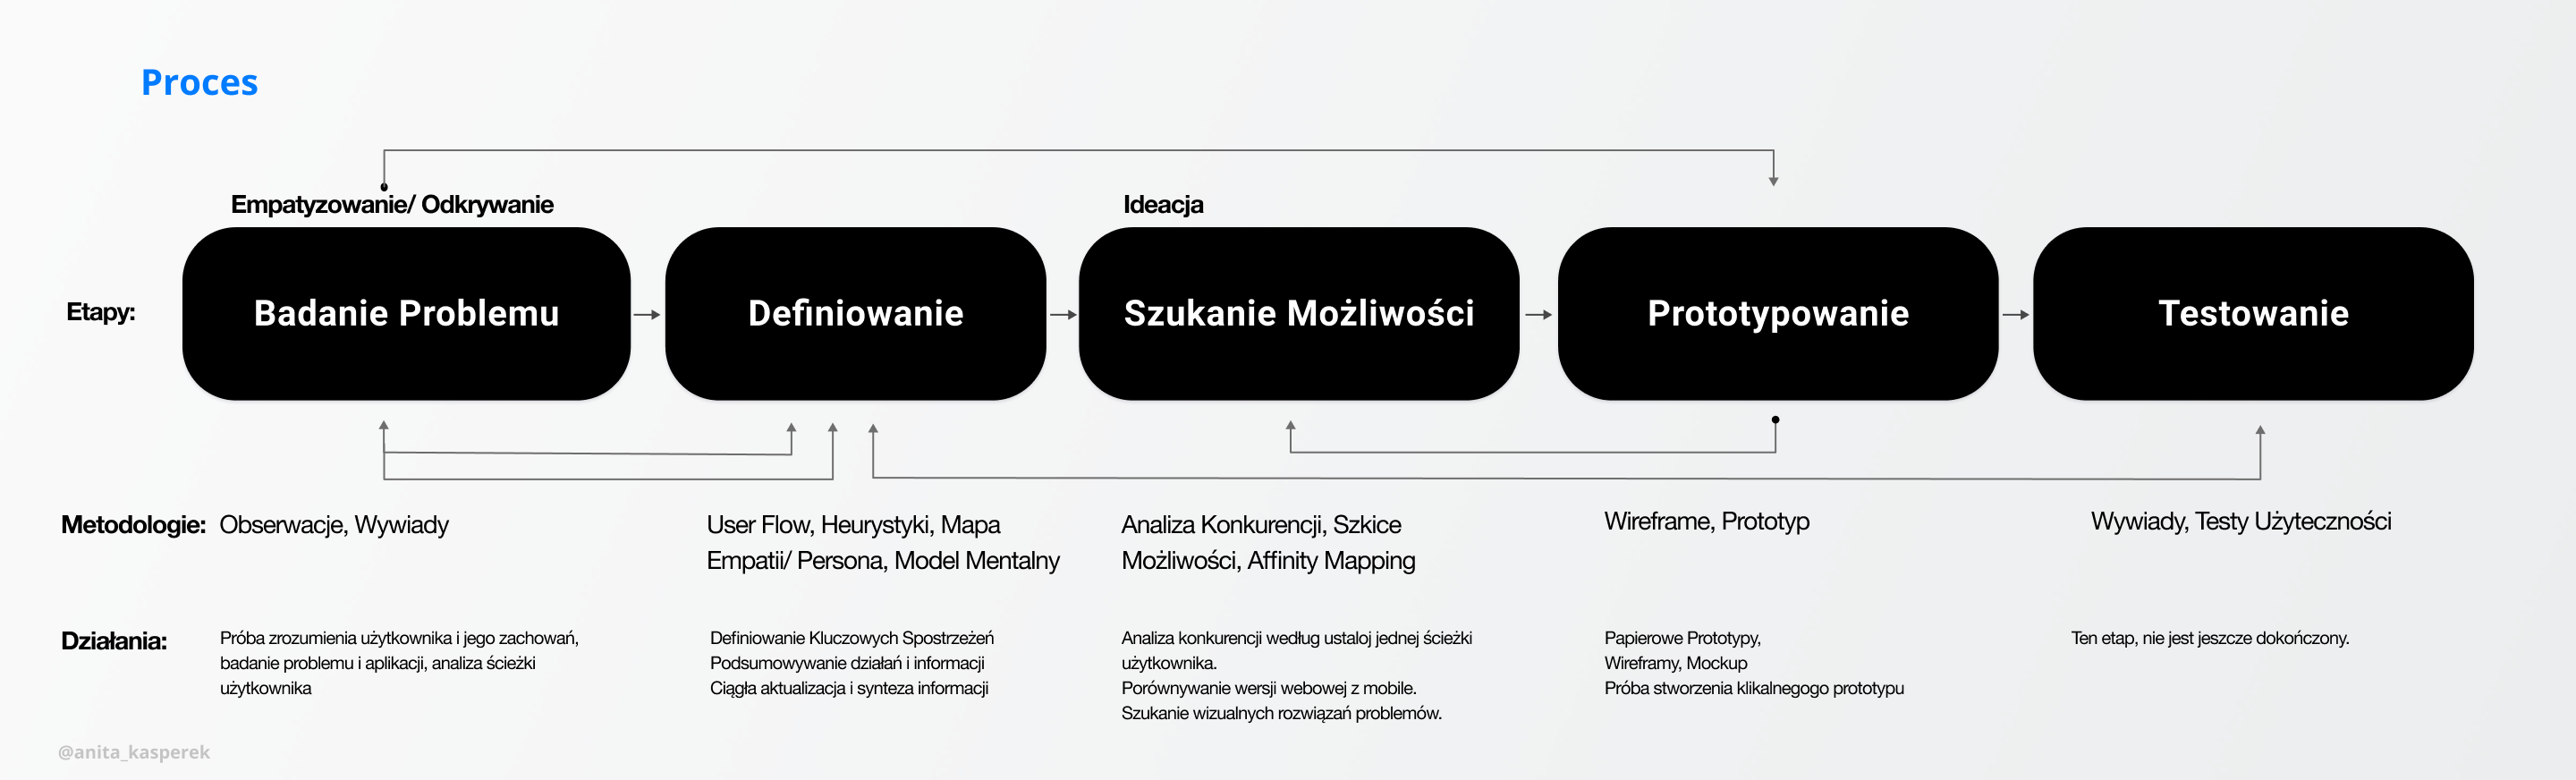 Proces
Empatyzowanie/ Odkrywanie
Ideacja
Etapy:
Badanie Problemu
Definiowanie
Szukanie Możliwości
Prototypowanie
Testowanie
Metodologie:
Obserwacje, Wywiady
User Flow, Heurystyki, Mapa
Empatii/ Persona, Model Mentalny
Analiza Konkurencji, Szkice
Możliwości, Affinity Mapping
Wireframe, Prototyp
Wywiady, Testy Użyteczności
Działania:
Próba zrozumienia użytkownika i jego zachowań,
badanie problemu i aplikacji, analiza ścieżki
użytkownika
Definiowanie Kluczowych Spostrzeżeń
Podsumowywanie działań i informacji
Ciągła aktualizacja i synteza informacji
Analiza konkurencji według ustaloj jednej ścieżki
użytkownika.
Porównywanie wersji webowej z mobile.
Szukanie wizualnych rozwiązań problemów.
Papierowe Prototypy,
Wireframy, Mockup
Próba stworzenia klikalnegogo prototypu
Ten etap, nie jest jeszcze dokończony.
@anita_kasperek